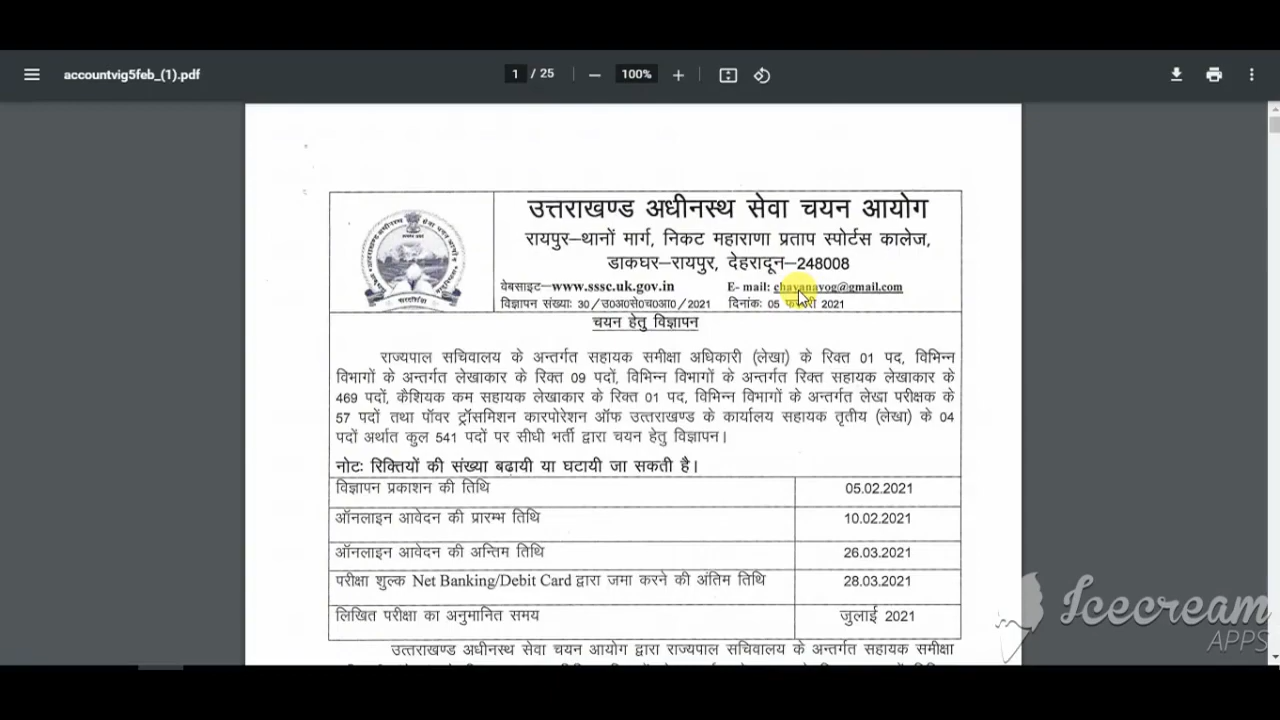 accountvig5feb_(1).pdf
1 / 25
100%
उत्तराखण्ड अधीनस्थ सेवा चयन आयोग
रायपुर–थानों मार्ग, निकट महाराणा प्रताप स्पोर्टस कालेज,
डाकघर–रायपुर, देहरादून–248008
वेबसाइट–www.sssc.uk.gov.in E- mail: chayanayog@gmail.com
विज्ञापन संख्या: 30/उ0अ0से0च0आ0/2021 दिनांक: 05 फरवरी 2021
चयन हेतु विज्ञापन
राज्यपाल सचिवालय के अन्तर्गत सहायक समीक्षा अधिकारी (लेखा) के रिक्त 01 पद, विभिन्न
विभागों के अन्तर्गत लेखाकार के रिक्त 09 पदों, विभिन्न विभागों के अन्तर्गत रिक्त सहायक लेखाकार के
469 पदों, कैशियक कम सहायक लेखाकार के रिक्त 01 पद, विभिन्न विभागों के अन्तर्गत लेखा परीक्षक के
57 पदों तथा पॉवर ट्रॉसमिशन कारपोरेशन ऑफ उत्तराखण्ड के कार्यालय सहायक तृतीय (लेखा) के 04
पदों अर्थात कुल 541 पदों पर सीधी भर्ती द्वारा चयन हेतु विज्ञापन।
नोटः रिक्तियों की संख्या बढ़ायी या घटायी जा सकती है।
विज्ञापन प्रकाशन की तिथि 05.02.2021
ऑनलाइन आवेदन की प्रारम्भ तिथि 10.02.2021
ऑनलाइन आवेदन की अन्तिम तिथि 26.03.2021
परीक्षा शुल्क Net Banking/Debit Card द्वारा जमा करने की अंतिम तिथि 28.03.2021
लिखित परीक्षा का अनुमानित समय जुलाई 2021
उत्तराखण्ड अधीनस्थ सेवा चयन आयोग द्वारा राज्यपाल सचिवालय के अन्तर्गत सहायक समीक्षा
Icecream
APPS